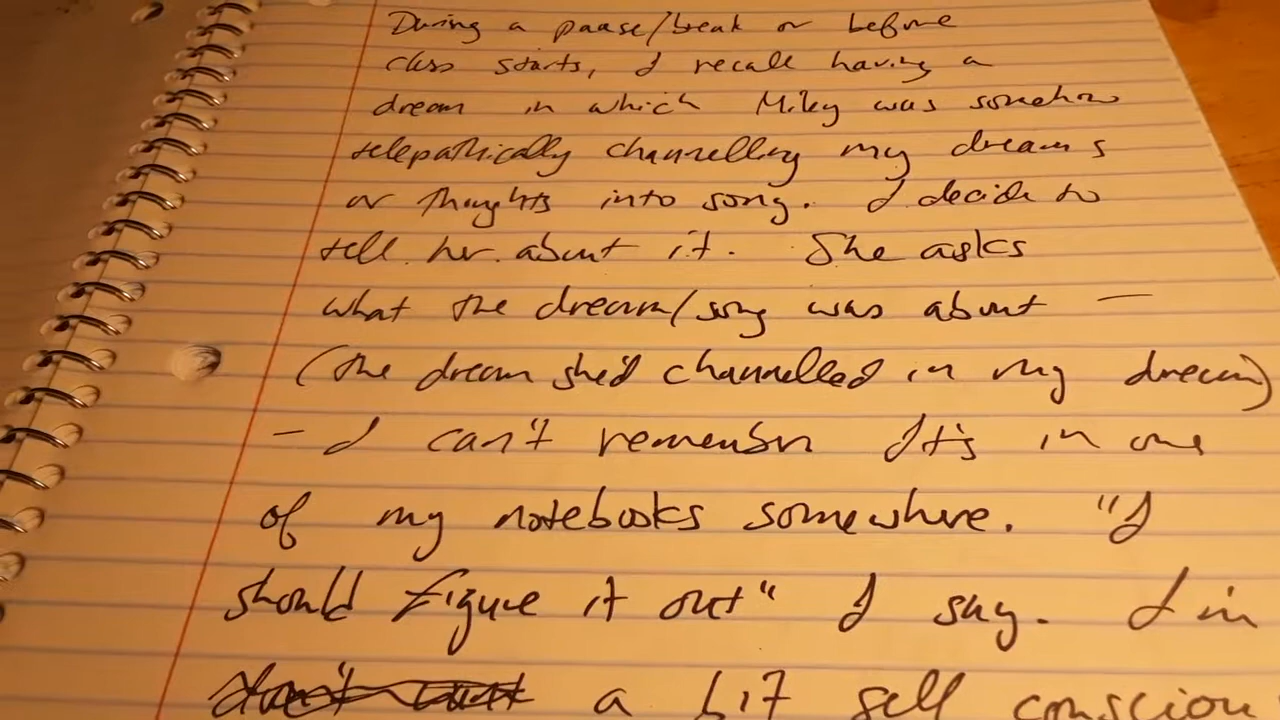 During a pause/break or before
class starts, I recall having a
dream in which Miley was somehow
telepathically channelling my dreams
or thoughts into song. I decide to
tell her about it. She asks
what the dream/song was about —
(the dream she'd channelled in my dream)
– I can't remember It's in one
of my notebooks somewhere. "I
should figure it out" I say. I'm
a bit self conscious